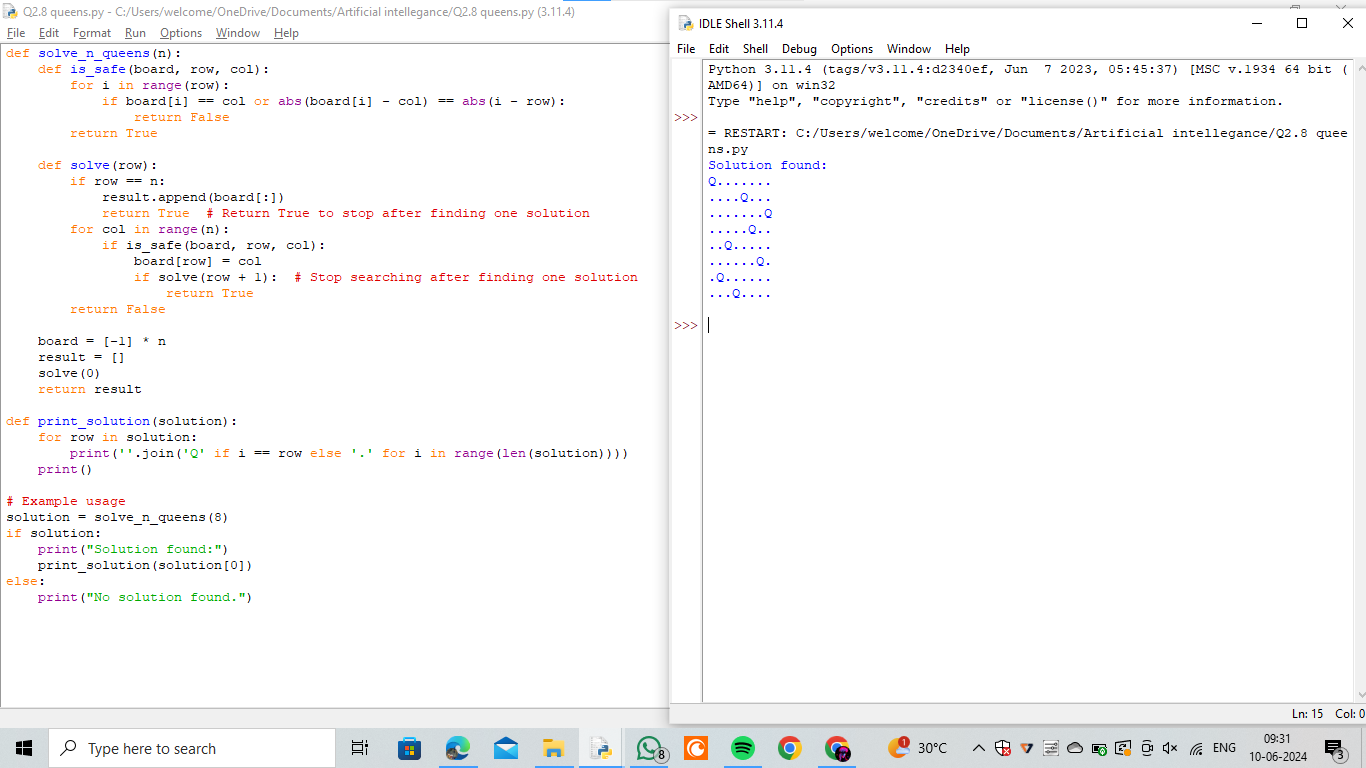 Q2.8 queens.py - C:/Users/welcome/OneDrive/Documents/Artificial intellegance/Q2.8 queens.py (3.11.4)
File Edit Format Run Options Window Help
def solve_n_queens(n):
    def is_safe(board, row, col):
        for i in range(row):
            if board[i] == col or abs(board[i] - col) == abs(i - row):
                return False
        return True

    def solve(row):
        if row == n:
            result.append(board[:])
            return True  # Return True to stop after finding one solution
        for col in range(n):
            if is_safe(board, row, col):
                board[row] = col
                if solve(row + 1):  # Stop searching after finding one solution
                    return True
        return False

    board = [-1] * n
    result = []
    solve(0)
    return result

def print_solution(solution):
    for row in solution:
        print(''.join('Q' if i == row else '.' for i in range(len(solution))))
    print()

# Example usage
solution = solve_n_queens(8)
if solution:
    print("Solution found:")
    print_solution(solution[0])
else:
    print("No solution found.")
IDLE Shell 3.11.4
File Edit Shell Debug Options Window Help
Python 3.11.4 (tags/v3.11.4:d2340ef, Jun  7 2023, 05:45:37) [MSC v.1934 64 bit (
AMD64)] on win32
Type "help", "copyright", "credits" or "license()" for more information.
>>>
= RESTART: C:/Users/welcome/OneDrive/Documents/Artificial intellegance/Q2.8 quee
ns.py
Solution found:
Q.......
....Q...
.......Q
.....Q..
..Q.....
......Q.
.Q......
...Q....

>>>
Ln: 15 Col: 0
Type here to search
8
1
30°C
ENG
09:31
10-06-2024
3